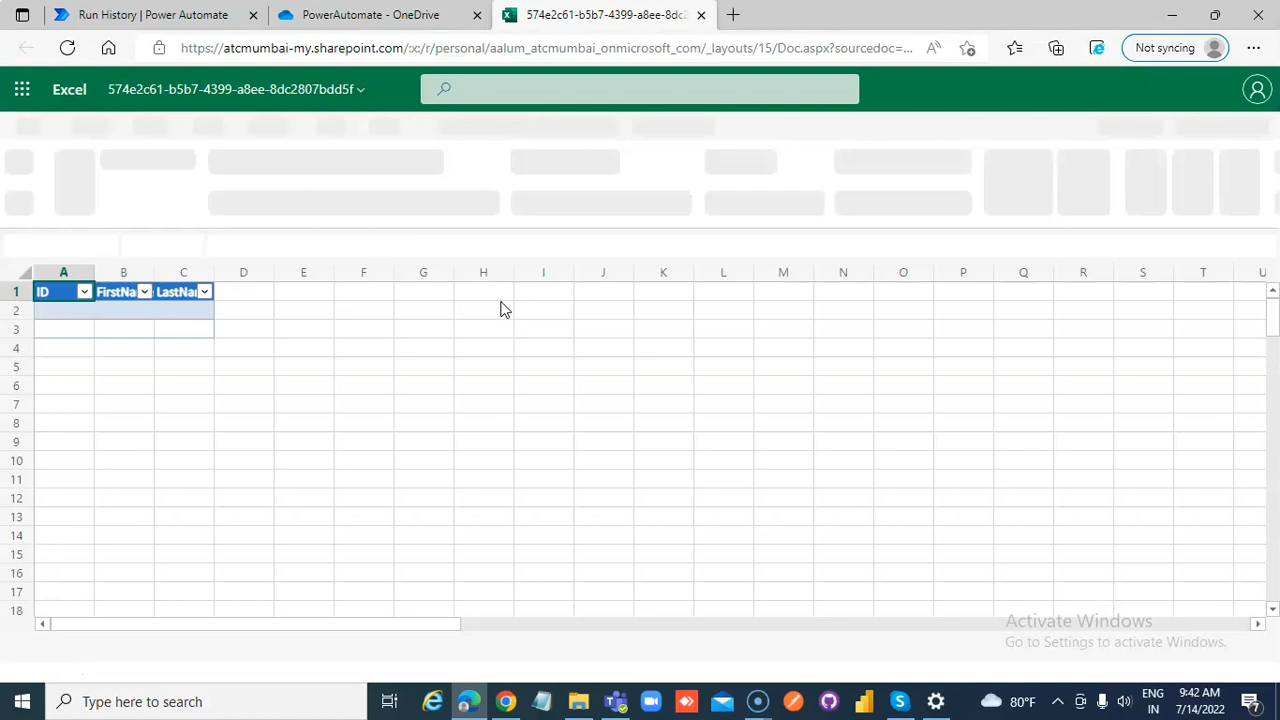 Run History | Power Automate
PowerAutomate - OneDrive
574e2c61-b5b7-4399-a8ee-8dc2
https://atcmumbai-my.sharepoint.com/:x:/r/personal/aalum_atcmumbai_onmicrosoft_com/_layouts/15/Doc.aspx?sourcedoc=...
Not syncing
Excel
574e2c61-b5b7-4399-a8ee-8dc2807bdd5f
A B C D E F G H I J K L M N O P Q R S T U
1 ID FirstNa LastNar
2
3
4
5
6
7
8
9
10
11
12
13
14
15
16
17
18
Activate Windows
Go to Settings to activate Windows.
Type here to search
80°F
ENG
IN
9:42 AM
7/14/2022
7